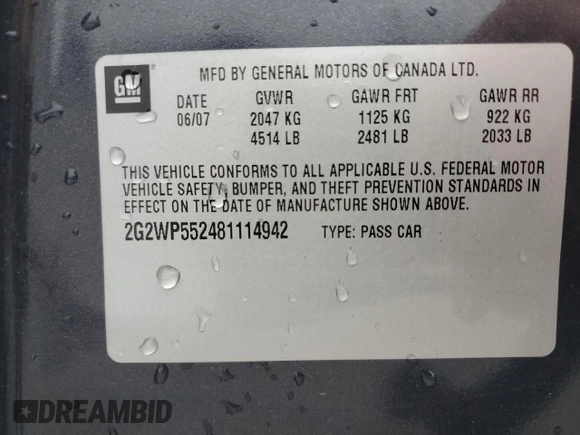 GM ®
MFD BY GENERAL MOTORS OF CANADA LTD.
DATE GVWR GAWR FRT GAWR RR
06/07 2047 KG 1125 KG 922 KG
4514 LB 2481 LB 2033 LB
THIS VEHICLE CONFORMS TO ALL APPLICABLE U.S. FEDERAL MOTOR
VEHICLE SAFETY, BUMPER, AND THEFT PREVENTION STANDARDS IN
EFFECT ON THE DATE OF MANUFACTURE SHOWN ABOVE.
2G2WP552481114942 TYPE: PASS CAR
DREAMBID